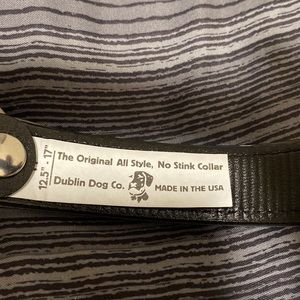 12.5" - 17"
The Original All Style, No Stink Collar
Dublin Dog Co. MADE IN THE USA